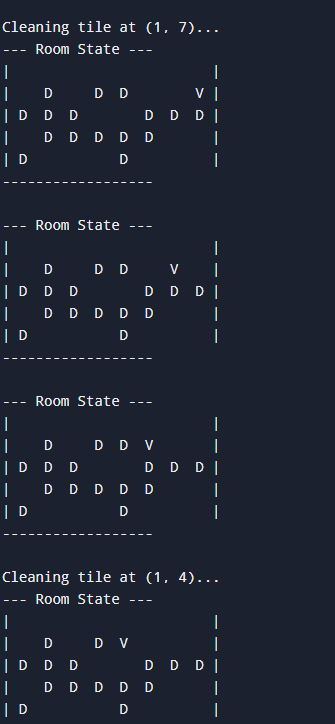 Cleaning tile at (1, 7)...
--- Room State ---
|                        |
|    D     D  D        V |
| D  D  D        D  D  D |
|    D  D  D  D  D       |
| D           D          |
------------------
--- Room State ---
|                        |
|    D     D  D     V    |
| D  D  D        D  D  D |
|    D  D  D  D  D       |
| D           D          |
------------------
--- Room State ---
|                        |
|    D     D  D  V       |
| D  D  D        D  D  D |
|    D  D  D  D  D       |
| D           D          |
------------------
Cleaning tile at (1, 4)...
--- Room State ---
|                        |
|    D     D  V          |
| D  D  D        D  D  D |
|    D  D  D  D  D       |
| D           D          |